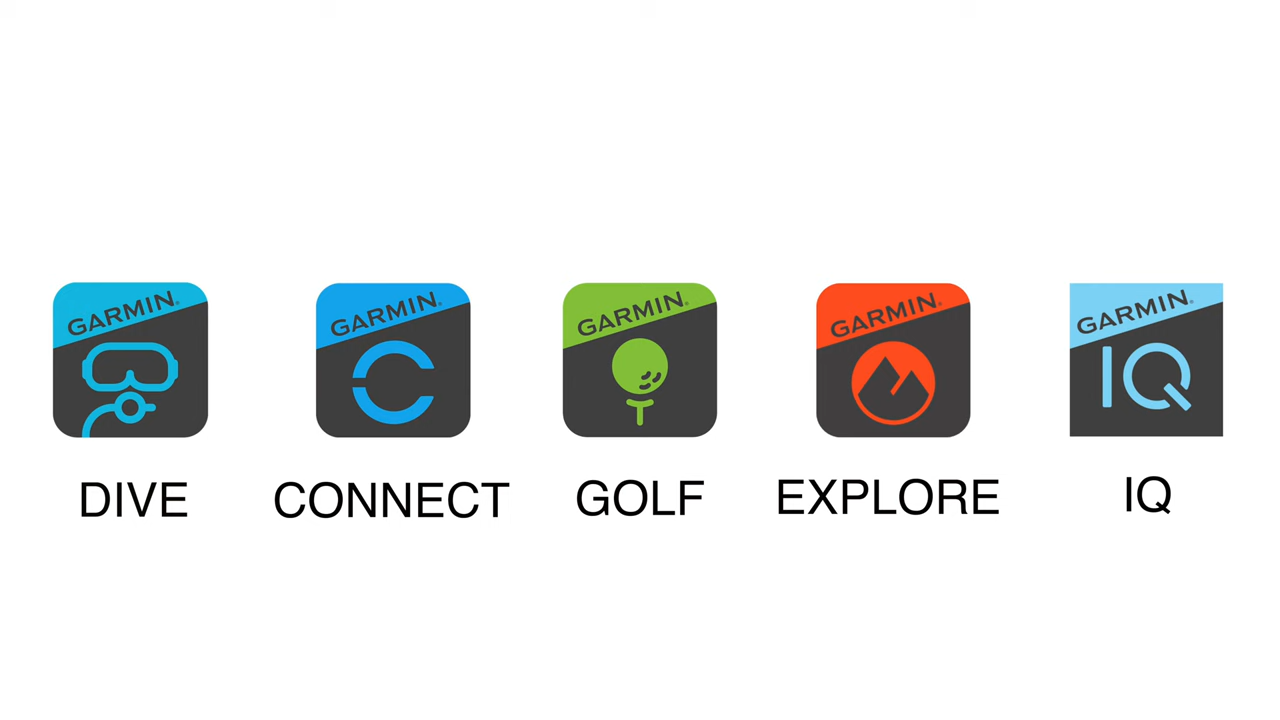 GARMIN
GARMIN
GARMIN
GARMIN
GARMIN
IQ
DIVE
CONNECT
GOLF
EXPLORE
IQ